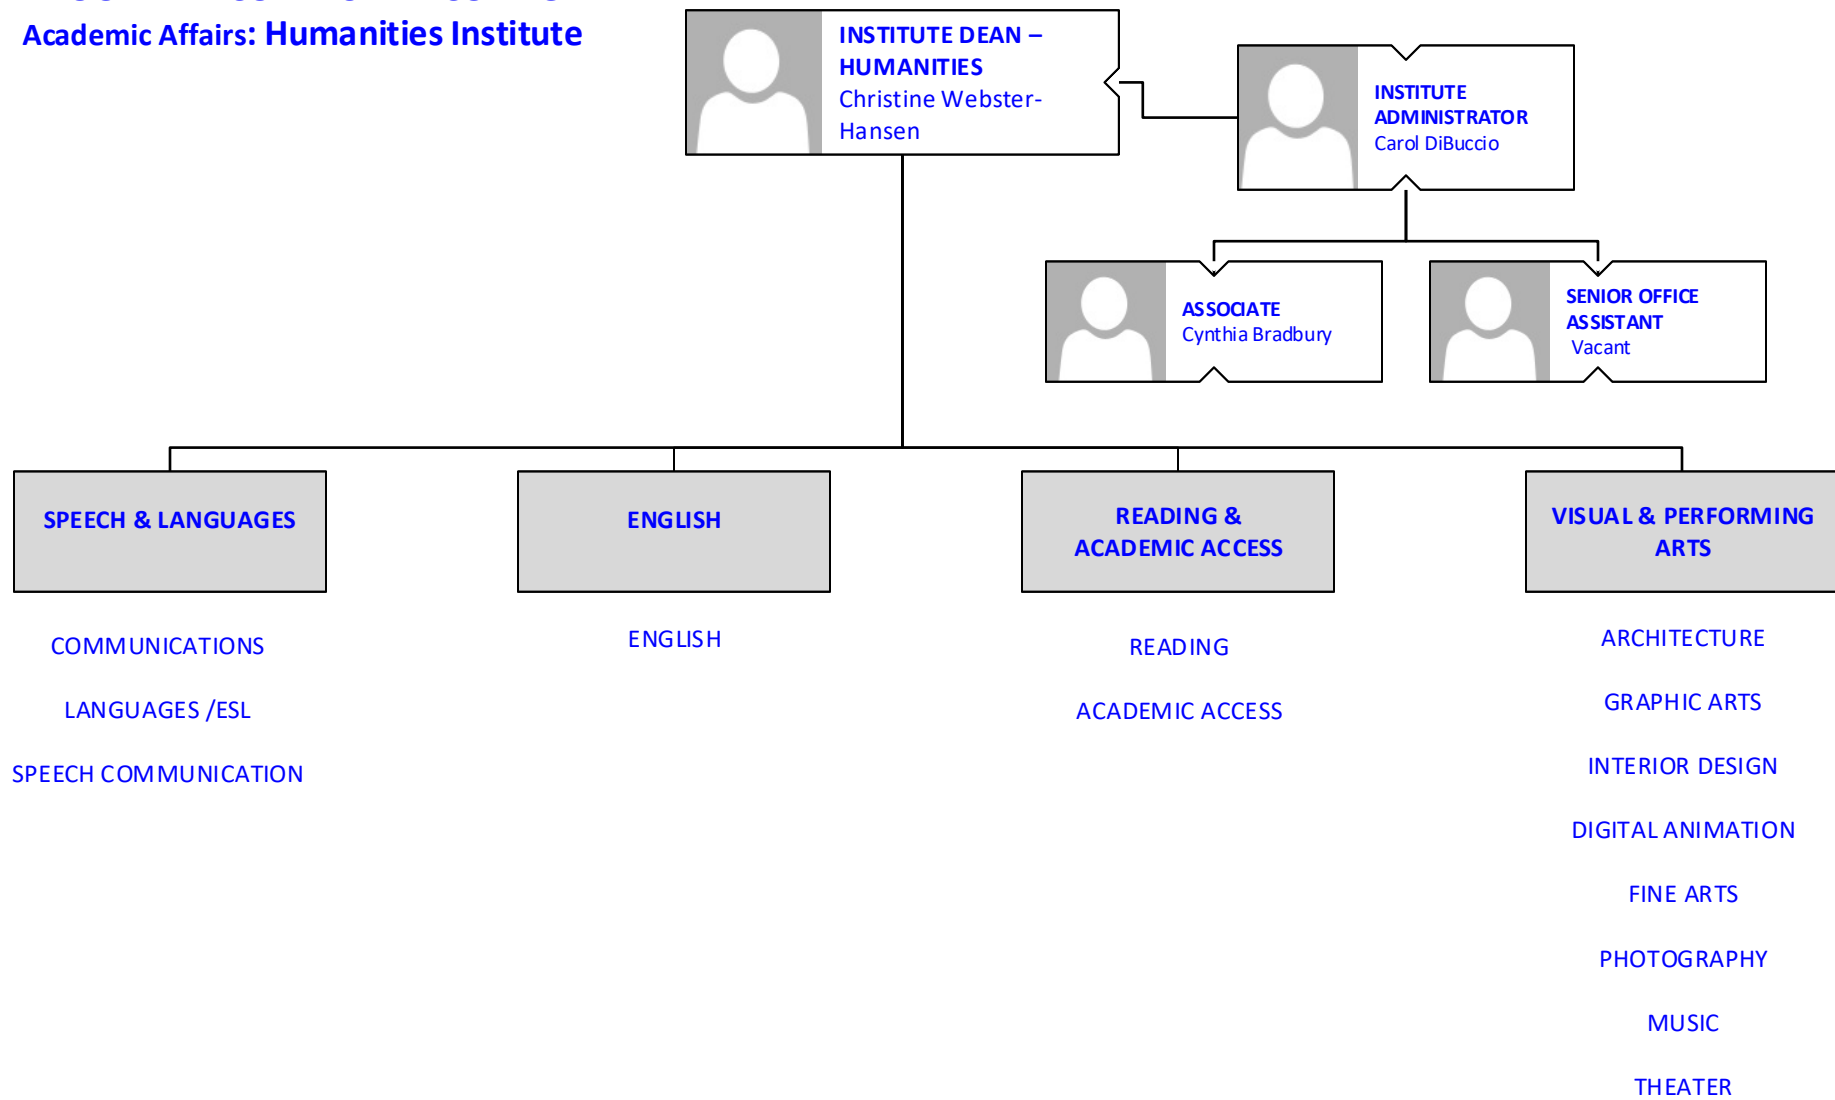 Academic Affairs: Humanities Institute
INSTITUTE DEAN –
HUMANITIES
Christine Webster-
Hansen
INSTITUTE
ADMINISTRATOR
Carol DiBuccio
ASSOCIATE
Cynthia Bradbury
SENIOR OFFICE
ASSISTANT
Vacant
SPEECH & LANGUAGES
COMMUNICATIONS
LANGUAGES /ESL
SPEECH COMMUNICATION
ENGLISH
ENGLISH
READING &
ACADEMIC ACCESS
READING
ACADEMIC ACCESS
VISUAL & PERFORMING
ARTS
ARCHITECTURE
GRAPHIC ARTS
INTERIOR DESIGN
DIGITAL ANIMATION
FINE ARTS
PHOTOGRAPHY
MUSIC
THEATER